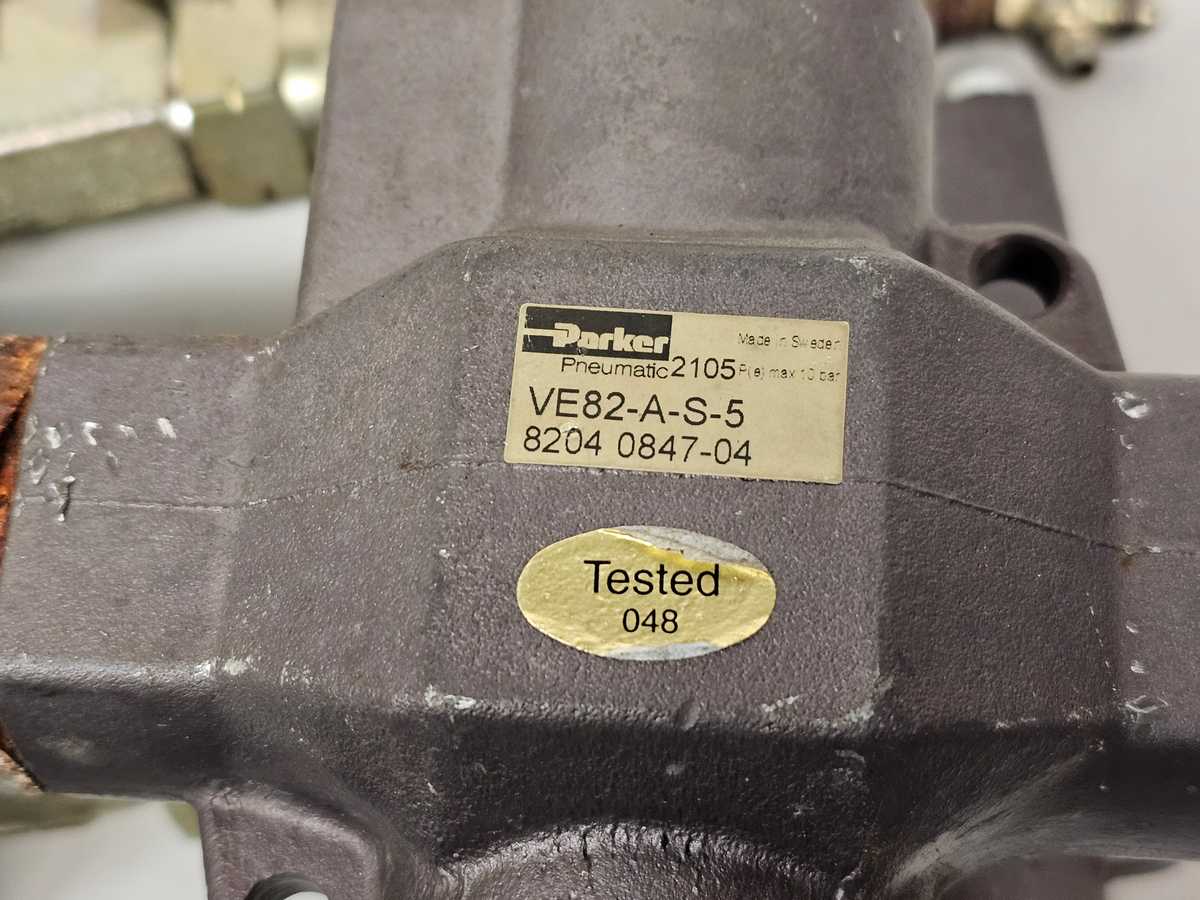 Parker
Made in Sweden
Pneumatic 2105 P(e) max 10 bar
VE82-A-S-5
8204 0847-04
Tested
048